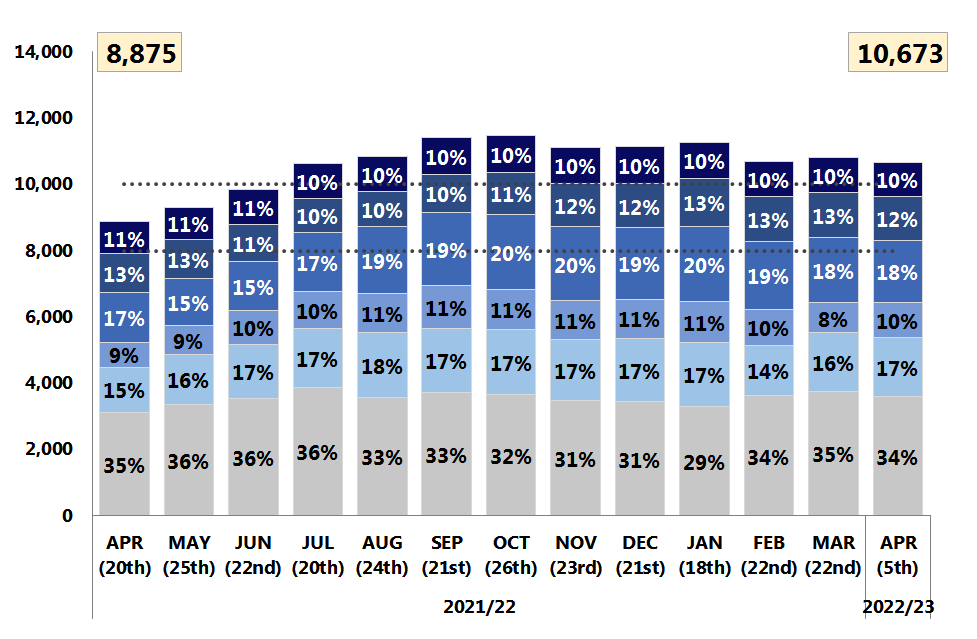 8,875
10,673
14,000
12,000
10,000
8,000
6,000
4,000
2,000
0
11% 11% 11% 10% 10% 10% 10% 10% 10% 10% 10% 10% 10%
13% 13% 11% 10% 10% 10% 11% 12% 12% 13% 13% 13% 12%
17% 15% 15% 17% 19% 19% 20% 20% 19% 20% 19% 18% 18%
9% 9% 10% 10% 11% 11% 11% 11% 11% 11% 10% 8% 10%
15% 16% 17% 17% 18% 17% 17% 17% 17% 17% 14% 16% 17%
35% 36% 36% 36% 33% 33% 32% 31% 31% 29% 34% 35% 34%
APR MAY JUN JUL AUG SEP OCT NOV DEC JAN FEB MAR APR
(20th) (25th) (22nd) (20th) (24th) (21st) (26th) (23rd) (21st) (18th) (22nd) (22nd) (5th)
2021/22 2022/23